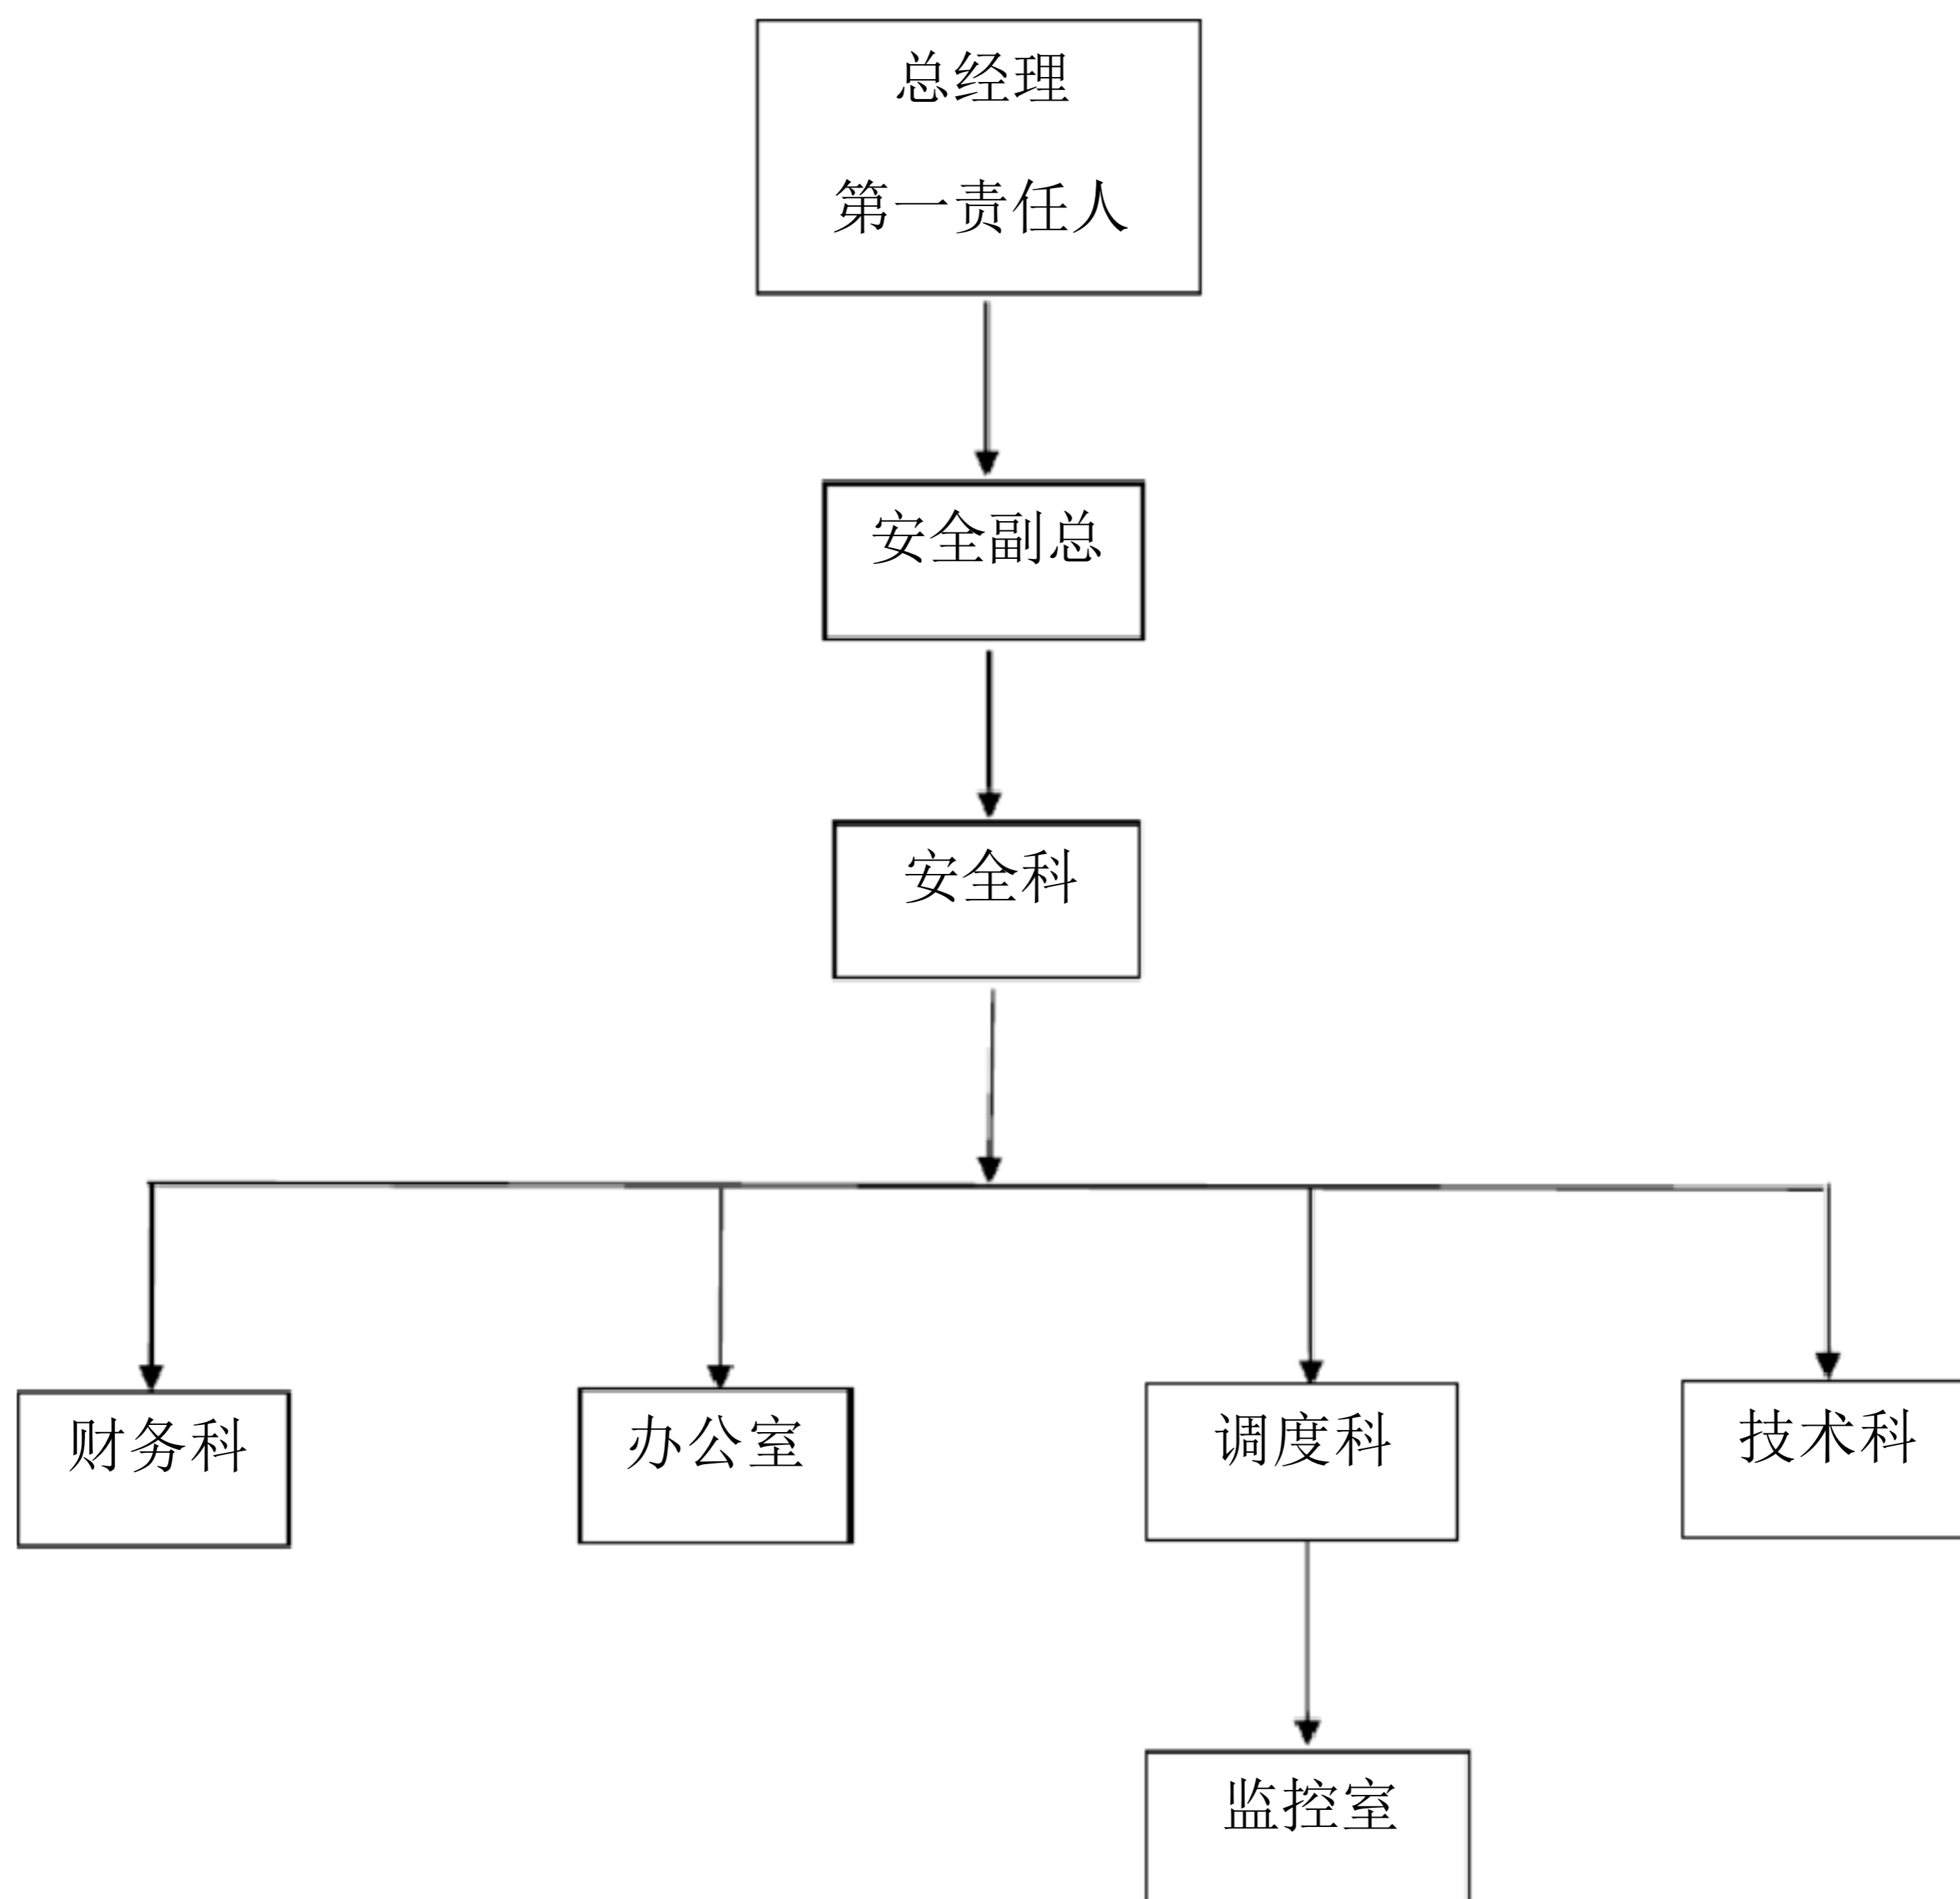 总经理
第一责任人
安全副总
安全科
财务科
办公室
调度科
技术科
监控室